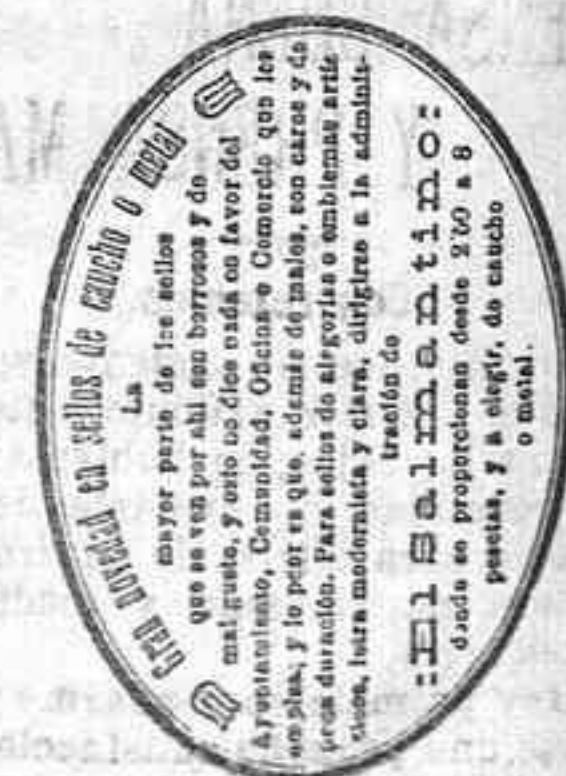 Gran novedad en sellos de caucho o metal
La
mayor parte de los sellos
que se ven por ahí son borrosos y de
mal gusto, y esto no dice nada en favor del
Ayuntamiento, Comunidad, Oficina o Comercio que los
emplea, y lo peor es que, además de malos, son caros y de
poca duración. Para sellos de alegorías o emblemas artís-
ticos, letra modernista y clara, dirigirse a la adminis-
tración de
:El Salmantino:
donde se proporcionan desde 2'50 a 8
pesetas, y a elegir, de caucho
o metal.